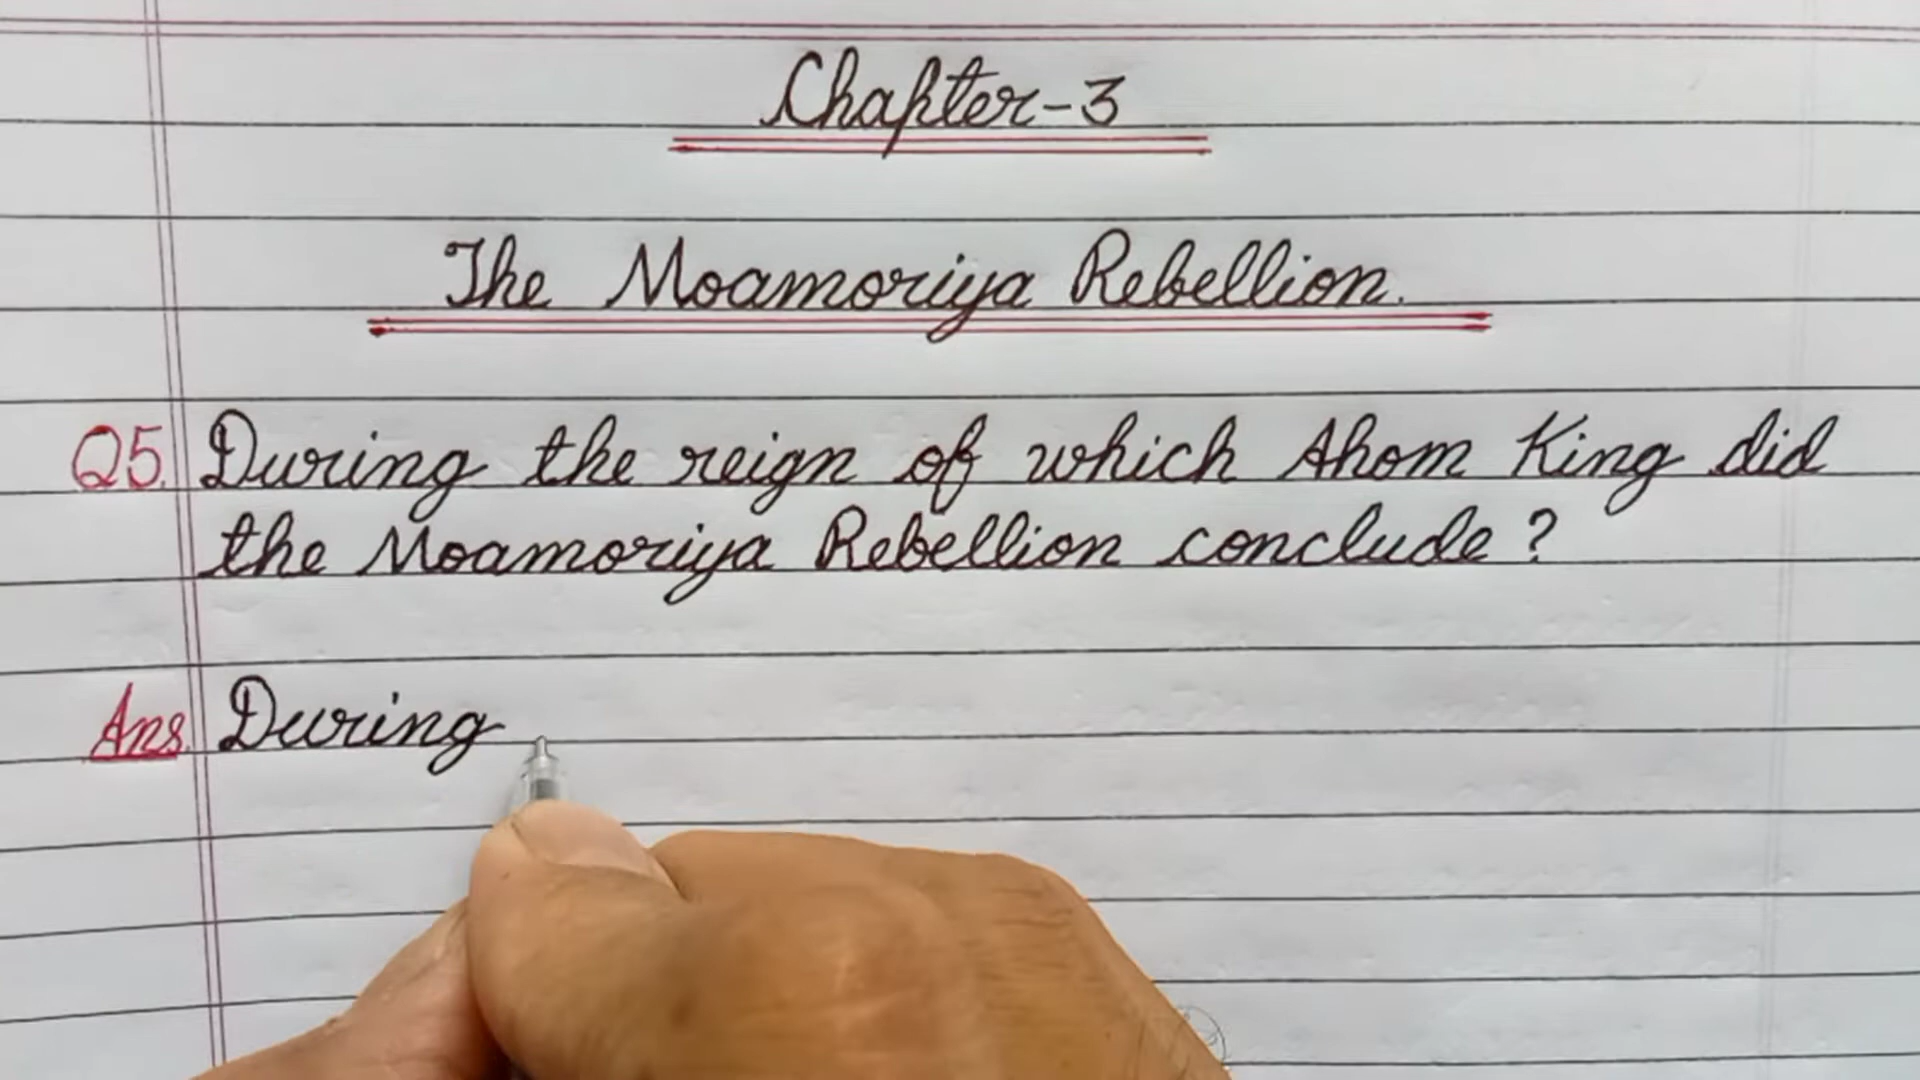 Chapter-3
The Moamoriya Rebellion.
Q5. During the reign of which Ahom King did
the Moamoriya Rebellion conclude?
Ans. During